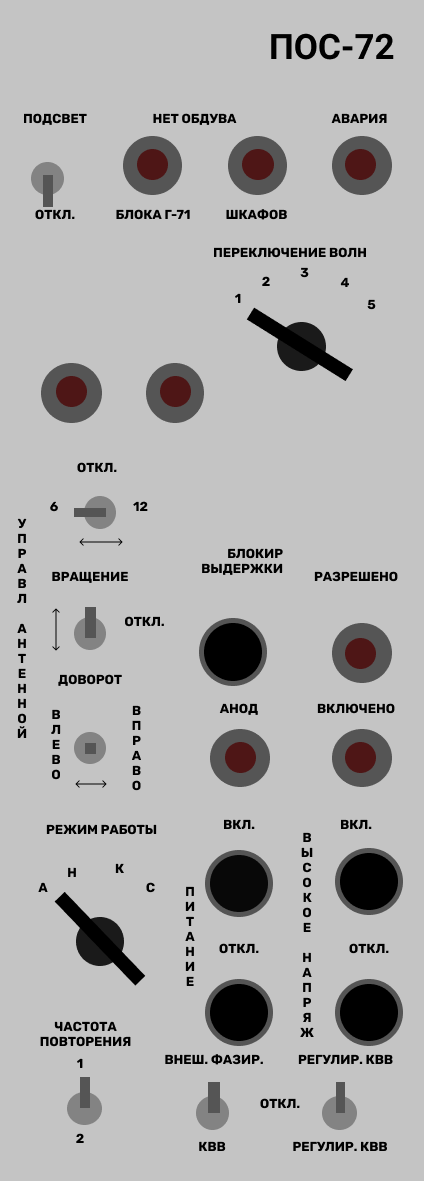 ПОС-72
ПОДСВЕТ
НЕТ ОБДУВА
АВАРИЯ
ОТКЛ.
БЛОКА Г-71
ШКАФОВ
ПЕРЕКЛЮЧЕНИЕ ВОЛН
1
2
3
4
5
ОТКЛ.
6
12
УПРАВЛ АНТЕННОЙ
БЛОКИР
ВЫДЕРЖКИ
ВРАЩЕНИЕ
РАЗРЕШЕНО
ОТКЛ.
ДОВОРОТ
ВЛЕВО
ВПРАВО
АНОД
ВКЛЮЧЕНО
РЕЖИМ РАБОТЫ
ВКЛ.
ВКЛ.
А
Н
К
С
ПИТАНИЕ
ВЫСОКОЕ НАПРЯЖ
ОТКЛ.
ОТКЛ.
ЧАСТОТА
ПОВТОРЕНИЯ
1
2
ВНЕШ. ФАЗИР.
РЕГУЛИР. КВВ
ОТКЛ.
КВВ
РЕГУЛИР. КВВ